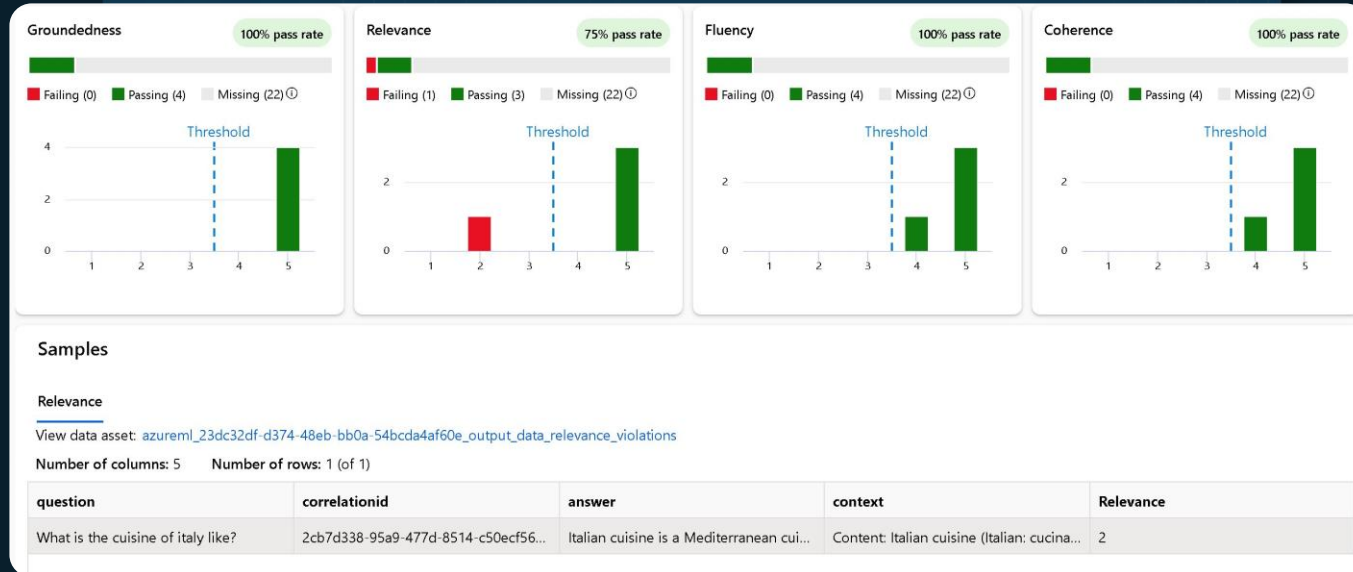 Groundedness
100% pass rate
Failing (0) Passing (4) Missing (22)
Threshold
4
2
0
1 2 3 4 5
Relevance
75% pass rate
Failing (1) Passing (3) Missing (22)
Threshold
2
0
1 2 3 4 5
Fluency
100% pass rate
Failing (0) Passing (4) Missing (22)
Threshold
2
0
1 2 3 4 5
Coherence
100% pass rate
Failing (0) Passing (4) Missing (22)
Threshold
2
0
1 2 3 4 5
Samples
Relevance
View data asset: azureml_23dc32df-d374-48eb-bb0a-54bcda4af60e_output_data_relevance_violations
Number of columns: 5 Number of rows: 1 (of 1)
question correlationid answer context Relevance
What is the cuisine of italy like? 2cb7d338-95a9-477d-8514-c50ecf56... Italian cuisine is a Mediterranean cui... Content: Italian cuisine (Italian: cucina... 2